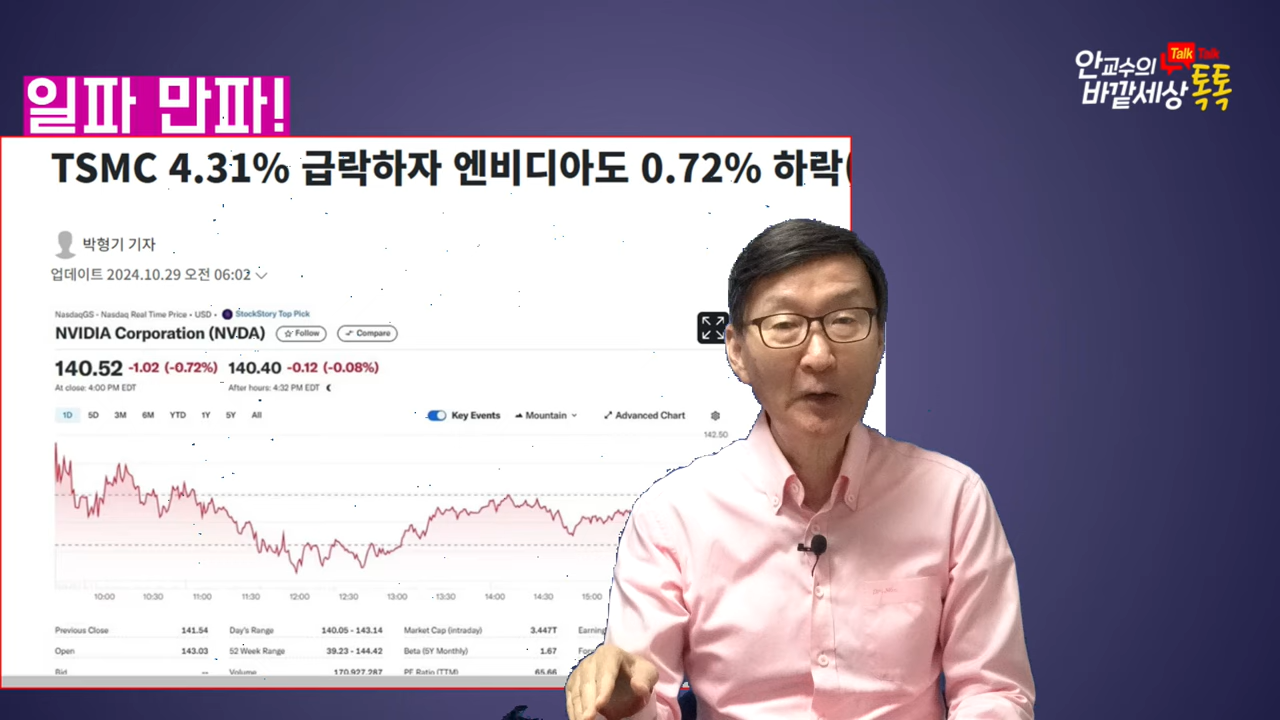 안교수의 Talk Talk
바깥세상 톡톡
일파 만파!
TSMC 4.31% 급락하자 엔비디아도 0.72% 하락(
박형기 기자
업데이트 2024.10.29 오전 06:02
NasdaqGS - Nasdaq Real Time Price • USD • StockStory Top Pick
NVIDIA Corporation (NVDA) Follow Compare
140.52 -1.02 (-0.72%) 140.40 -0.12 (-0.08%)
At close: 4:00 PM EDT After hours: 4:32 PM EDT
1D 5D 3M 6M YTD 1Y 5Y All Key Events Mountain Advanced Chart
142.50
10:00 10:30 11:00 11:30 12:00 12:30 13:00 13:30 14:00 14:30 15:00
Previous Close 141.54 Day's Range 140.05 - 143.14 Market Cap (intraday) 3.447T Earning
Open 143.03 52 Week Range 39.23 - 144.42 Beta (5Y Monthly) 1.67
Bid -- Volume 170,927,287 PE Ratio (TTM) 65.66